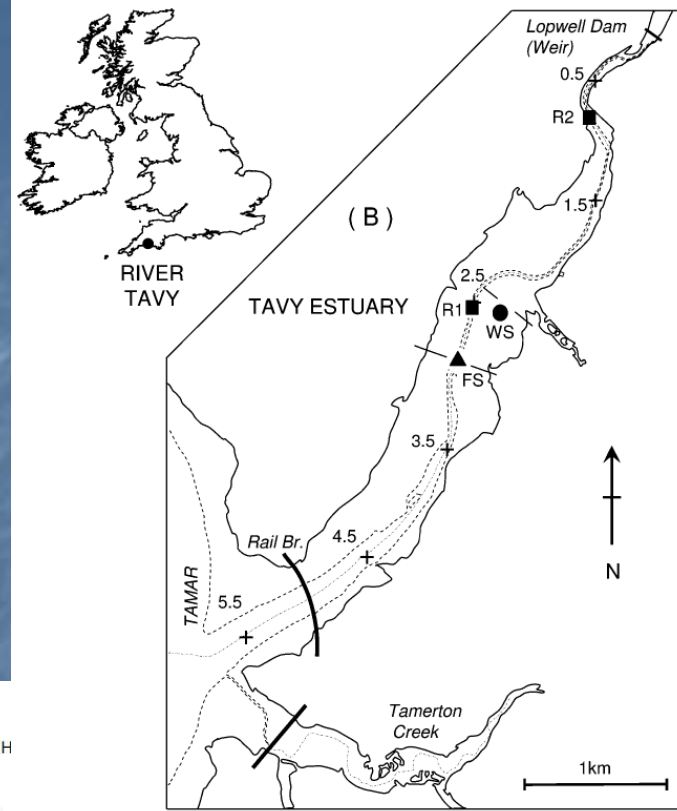 Lopwell Dam
(Weir)
0.5
R2
( B )
1.5
RIVER
TAVY
2.5
TAVY ESTUARY
R1
WS
FS
3.5
4.5
Rail Br.
TAMAR
5.5
N
Tamerton
Creek
1km
H